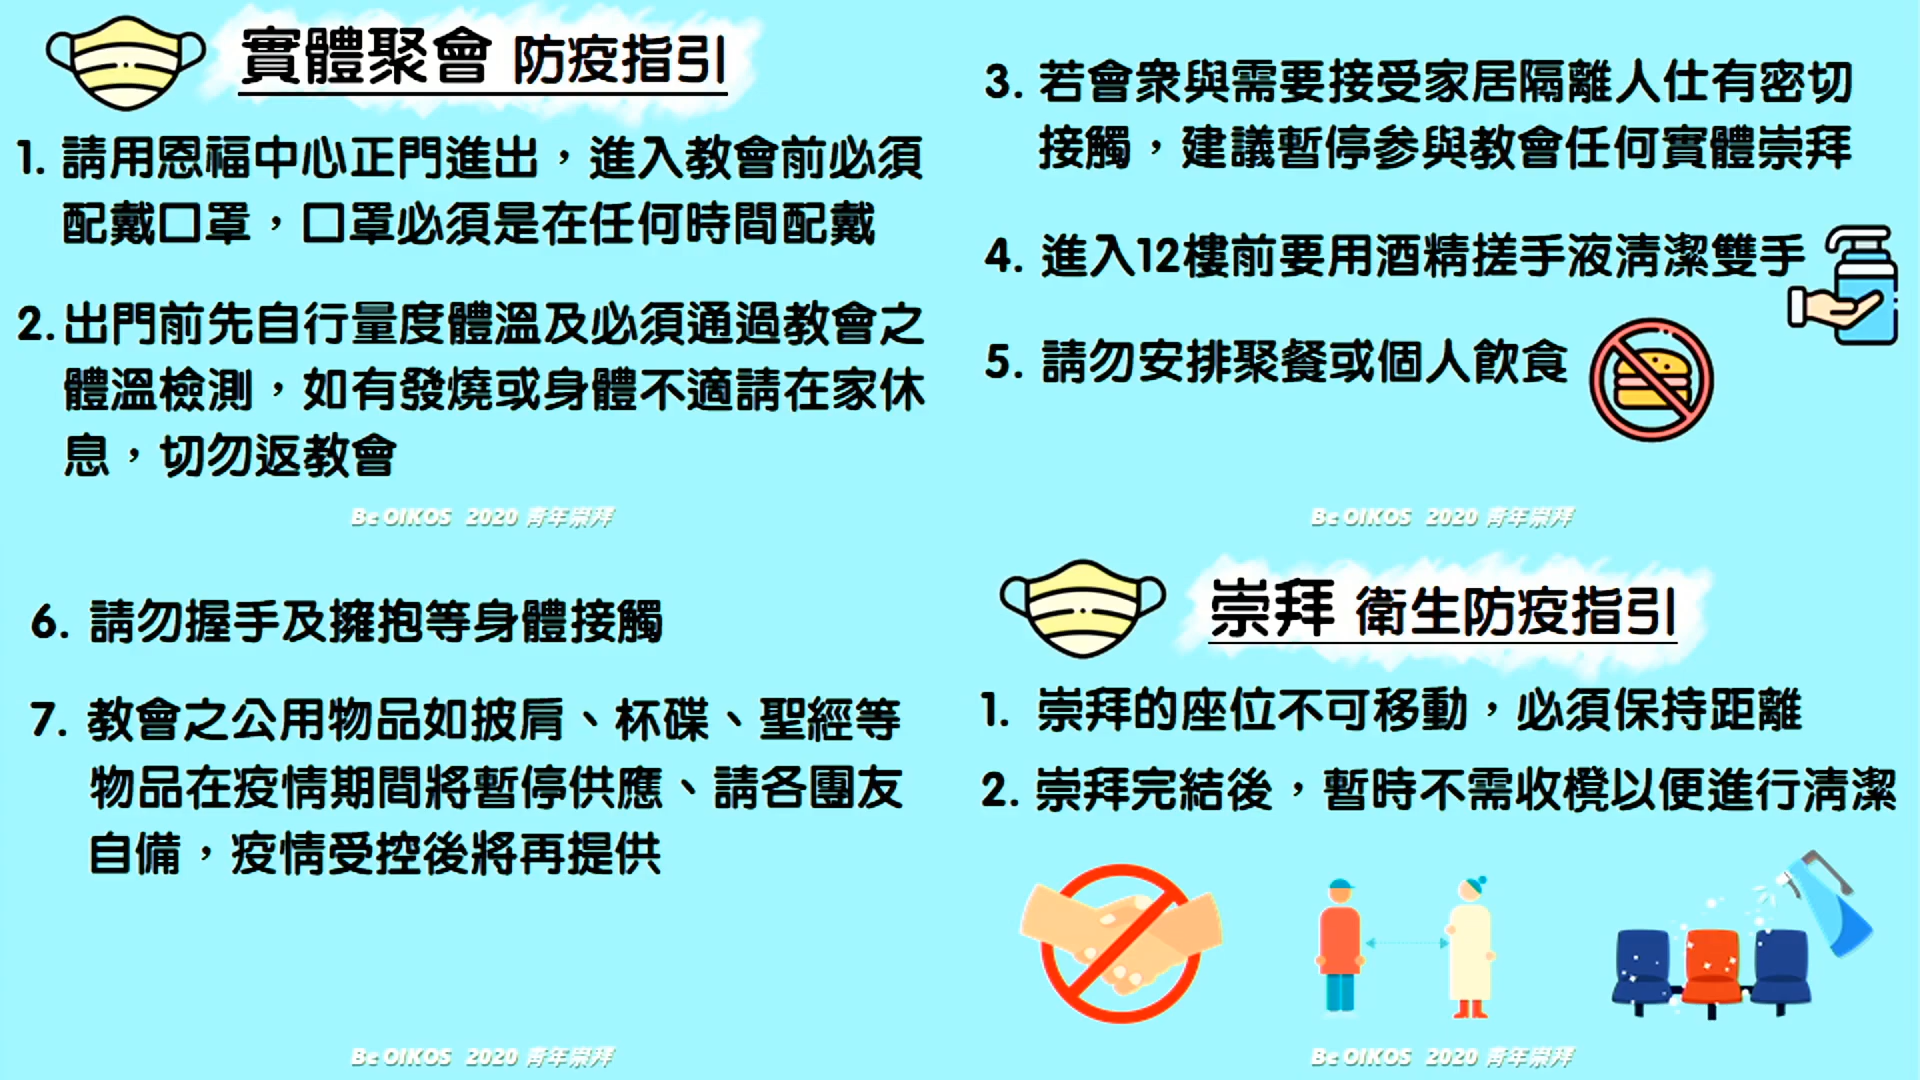 實體聚會 防疫指引
1. 請用恩福中心正門進出，進入教會前必須
配戴口罩，口罩必須是在任何時間配戴
2. 出門前先自行量度體溫及必須通過教會之
體溫檢測，如有發燒或身體不適請在家休
息，切勿返教會
Be OIKOS 2020 青年崇拜
3. 若會衆與需要接受家居隔離人仕有密切
接觸，建議暫停参與教會任何實體崇拜
4. 進入12樓前要用酒精搓手液清潔雙手
5. 請勿安排聚餐或個人飲食
Be OIKOS 2020 青年崇拜
6. 請勿握手及擁抱等身體接觸
7. 教會之公用物品如披肩、杯碟、聖經等
物品在疫情期間將暫停供應、請各團友
自備，疫情受控後將再提供
Be OIKOS 2020 青年崇拜
崇拜 衛生防疫指引
1. 崇拜的座位不可移動，必須保持距離
2. 崇拜完結後，暫時不需收櫈以便進行清潔
Be OIKOS 2020 青年崇拜